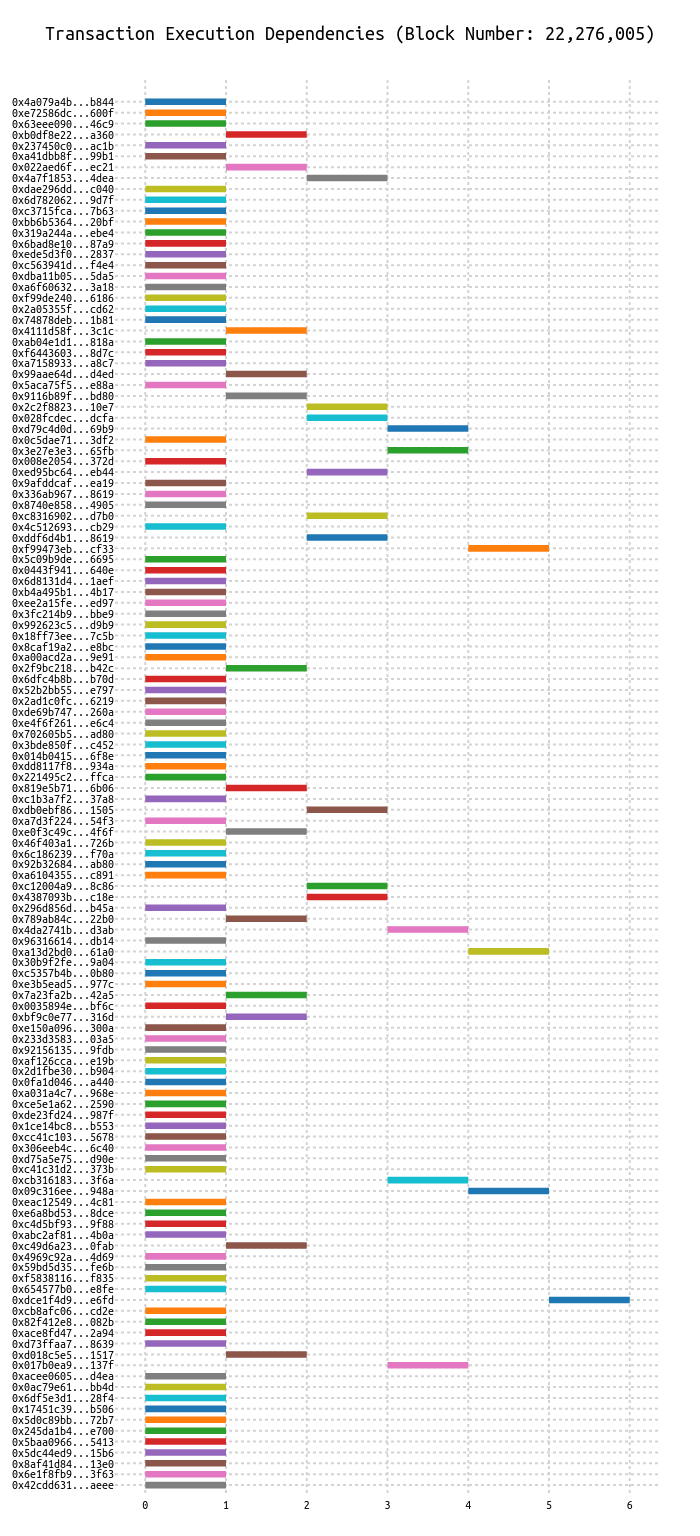 Transaction Execution Dependencies (Block Number: 22,276,005)
0x4a079a4b...b844
0xe72586dc...600f
0x63eee090...46c9
0xb0df8e22...a360
0x237450c0...ac1b
0xa41dbb8f...99b1
0x022aed6f...ec21
0x4a7f1853...4dea
0xdae296dd...c040
0x6d782062...9d7f
0xc3715fca...7b63
0xbb6b5364...20bf
0x319a244a...ebe4
0x6bad8e10...87a9
0xede5d3f0...2837
0xc563941d...f4e4
0xdba11b05...5da5
0xa6f60632...3a18
0xf99de240...6186
0x2a05355f...cd62
0x74878deb...1b81
0x4111d58f...3c1c
0xab04e1d1...818a
0xf6443603...8d7c
0xa7158933...a8c7
0x99aae64d...d4ed
0x5aca75f5...e88a
0x9116b89f...bd80
0x2c2f8823...10e7
0x028fcdec...dcfa
0xd79c4d0d...69b9
0x0c5dae71...3df2
0x3e27e3e3...65fb
0x008e2054...372d
0xed95bc64...eb44
0x9afddcaf...ea19
0x336ab967...8619
0x8740e858...4905
0xc8316902...d7b0
0x4c512693...cb29
0xddf6d4b1...8619
0xf99473eb...cf33
0x5c09b9de...6695
0x0443f941...640e
0x6d8131d4...1aef
0xb4a495b1...4b17
0xee2a15fe...ed97
0x3fc214b9...bbe9
0x992623c5...d9b9
0x18ff73ee...7c5b
0x8caf19a2...e8bc
0xa00acd2a...9e91
0x2f9bc218...b42c
0x6dfc4b8b...b70d
0x52b2bb55...e797
0x2ad1c0fc...6219
0xde69b747...260a
0xe4f6f261...e6c4
0x702605b5...ad80
0x3bde850f...c452
0x014b0415...6f8e
0xdd8117f8...934a
0x221495c2...ffca
0x819e5b71...6b06
0xc1b3a7f2...37a8
0xdb0ebf86...1505
0xa7d3f224...54f3
0xe0f3c49c...4f6f
0x46f403a1...726b
0x6c186239...f70a
0x92b32684...ab80
0xa6104355...c891
0xc12004a9...8c86
0x4387093b...c18e
0x296d856d...b45a
0x789ab84c...22b0
0x4da2741b...d3ab
0x96316614...db14
0xa13d2bd0...61a0
0x30b9f2fe...9a04
0xc5357b4b...0b80
0xe3b5ead5...977c
0x7a23fa2b...42a5
0x0035894e...bf6c
0xbf9c0e77...316d
0xe150a096...300a
0x233d3583...03a5
0x92156135...9fdb
0xaf126cca...e19b
0x2d1fbe30...b904
0x0fa1d046...a440
0xa031a4c7...968e
0xce5e1a62...2590
0xde23fd24...987f
0x1ce14bc8...b553
0xcc41c103...5678
0x306eeb4c...6c40
0xd75a5e75...d90e
0xc41c31d2...373b
0xcb316183...3f6a
0x09c316ee...948a
0xeac12549...4c81
0xe6a8bd53...8dce
0xc4d5bf93...9f88
0xabc2af81...4b0a
0xc49d6a23...0fab
0x4969c92a...4d69
0x59bd5d35...fe6b
0xf5838116...f835
0x654577b0...e8fe
0xdce1f4d9...e6fd
0xcb8afc06...cd2e
0x82f412e8...082b
0xace8fd47...2a94
0xd73ffaa7...8639
0xd018c5e5...1517
0x017b0ea9...137f
0xacee0605...d4ea
0x0ac79e61...bb4d
0x6df5e3d1...28f4
0x17451c39...b506
0x5d0c89bb...72b7
0x245da1b4...e700
0x5baa0966...5413
0x5dc44ed9...15b6
0x8af41d84...13e0
0x6e1f8fb9...3f63
0x42cdd631...aeee
0 1 2 3 4 5 6